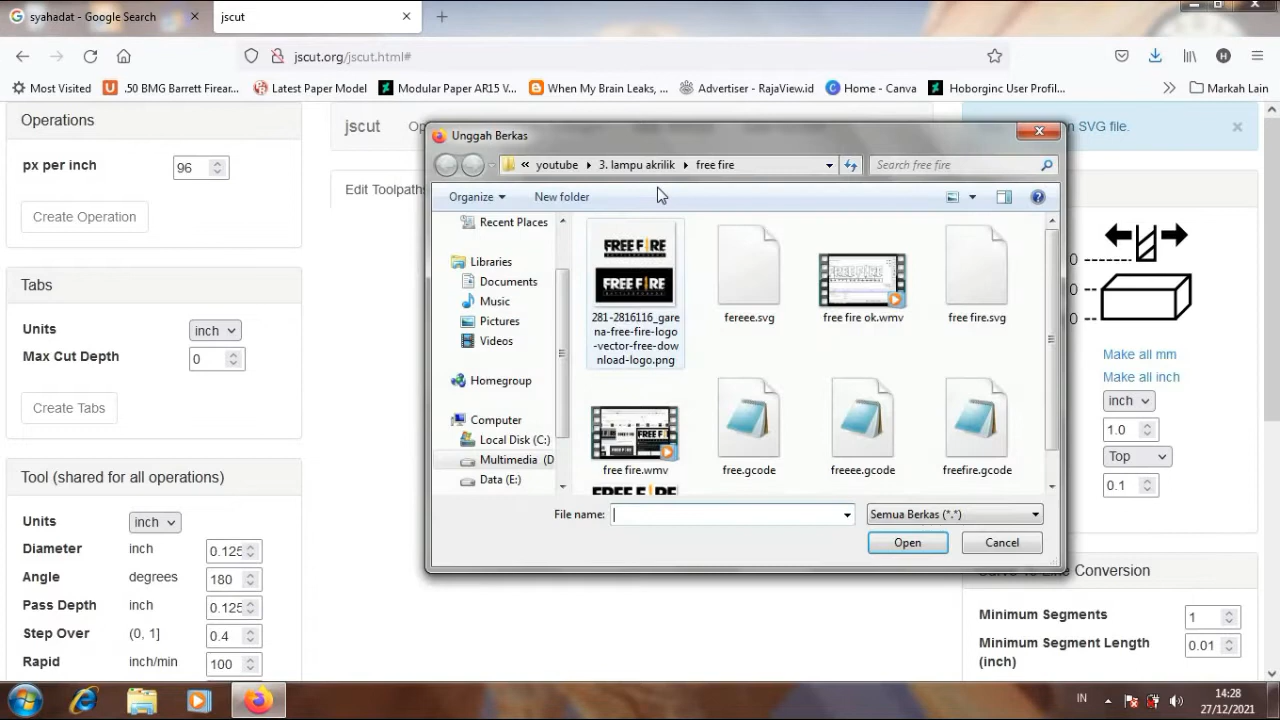 syahadat - Google Search
jscut
jscut.org/jscut.html#
Most Visited
.50 BMG Barrett Firear...
Latest Paper Model
Modular Paper AR15 V...
When My Brain Leaks, ...
Advertiser - RajaView.id
Home - Canva
Hoborginc User Profil...
Markah Lain
Operations
px per inch
96
Create Operation
Tabs
Units
inch
Max Cut Depth
0
Create Tabs
Tool (shared for all operations)
Units
inch
Diameter
inch
0.125
Angle
degrees
180
Pass Depth
inch
0.125
Step Over
(0, 1]
0.4
Rapid
inch/min
100
jscut
Edit Toolpaths
Unggah Berkas
youtube
3. lampu akrilik
free fire
Search free fire
Organize
New folder
Recent Places
Libraries
Documents
Music
Pictures
Videos
Homegroup
Computer
Local Disk (C:)
Multimedia (D
Data (E:)
FREE FIRE
FREE FIRE
281-2816116_gare
na-free-fire-logo
-vector-free-dow
nload-logo.png
fereee.svg
free fire ok.wmv
free fire.svg
free fire.wmv
free.gcode
freeee.gcode
freefire.gcode
File name:
Semua Berkas (*.*)
Open
Cancel
SVG file.
0
0
0
Make all mm
Make all inch
inch
1.0
Top
0.1
Conversion
Minimum Segments
1
Minimum Segment Length
(inch)
0.01
IN
14:28
27/12/2021